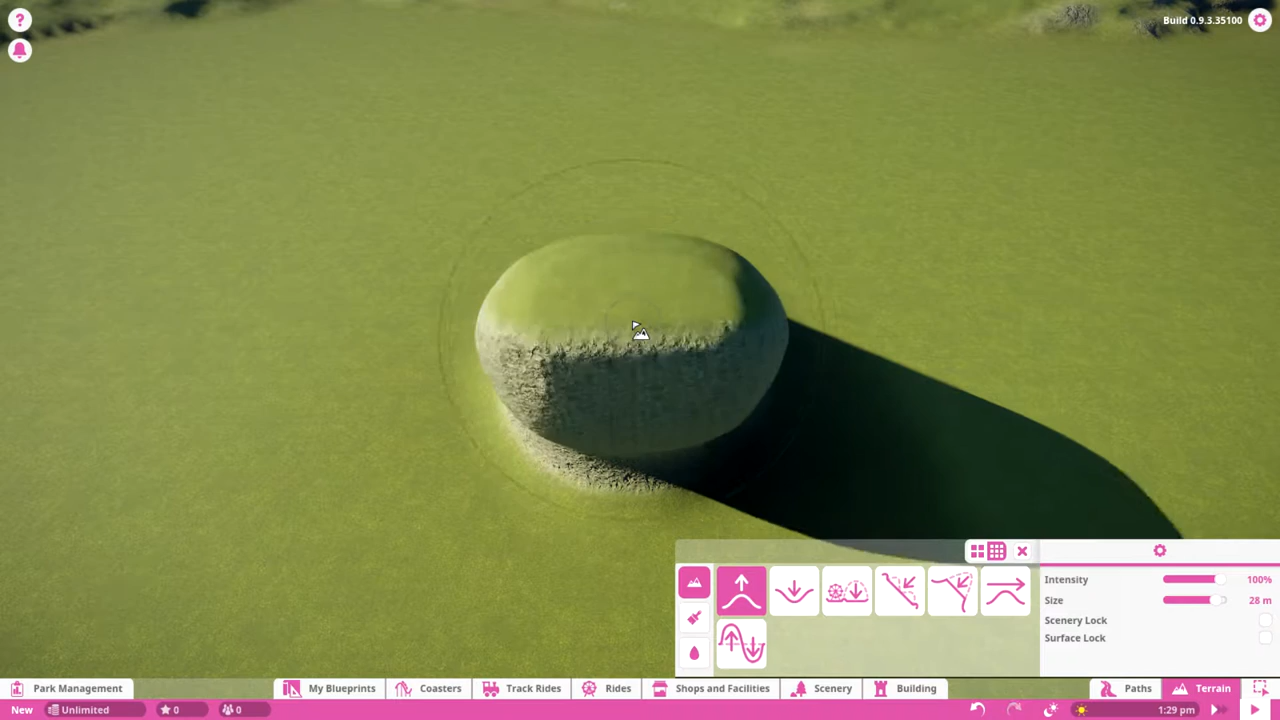 ?
Build 0.9.3.35100
Intensity 100%
Size 28 m
Scenery Lock
Surface Lock
Park Management My Blueprints Coasters Track Rides Rides Shops and Facilities Scenery Building Paths Terrain
New Unlimited 0 0 1:29 pm